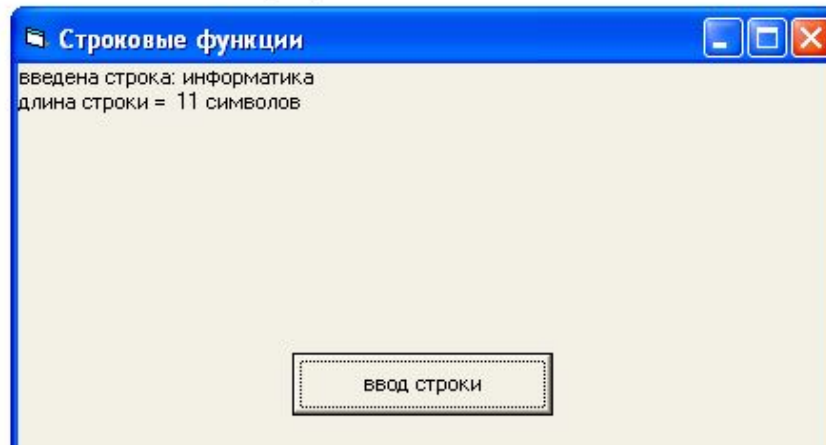 Строковые функции
введена строка: информатика
длина строки = 11 символов
ввод строки